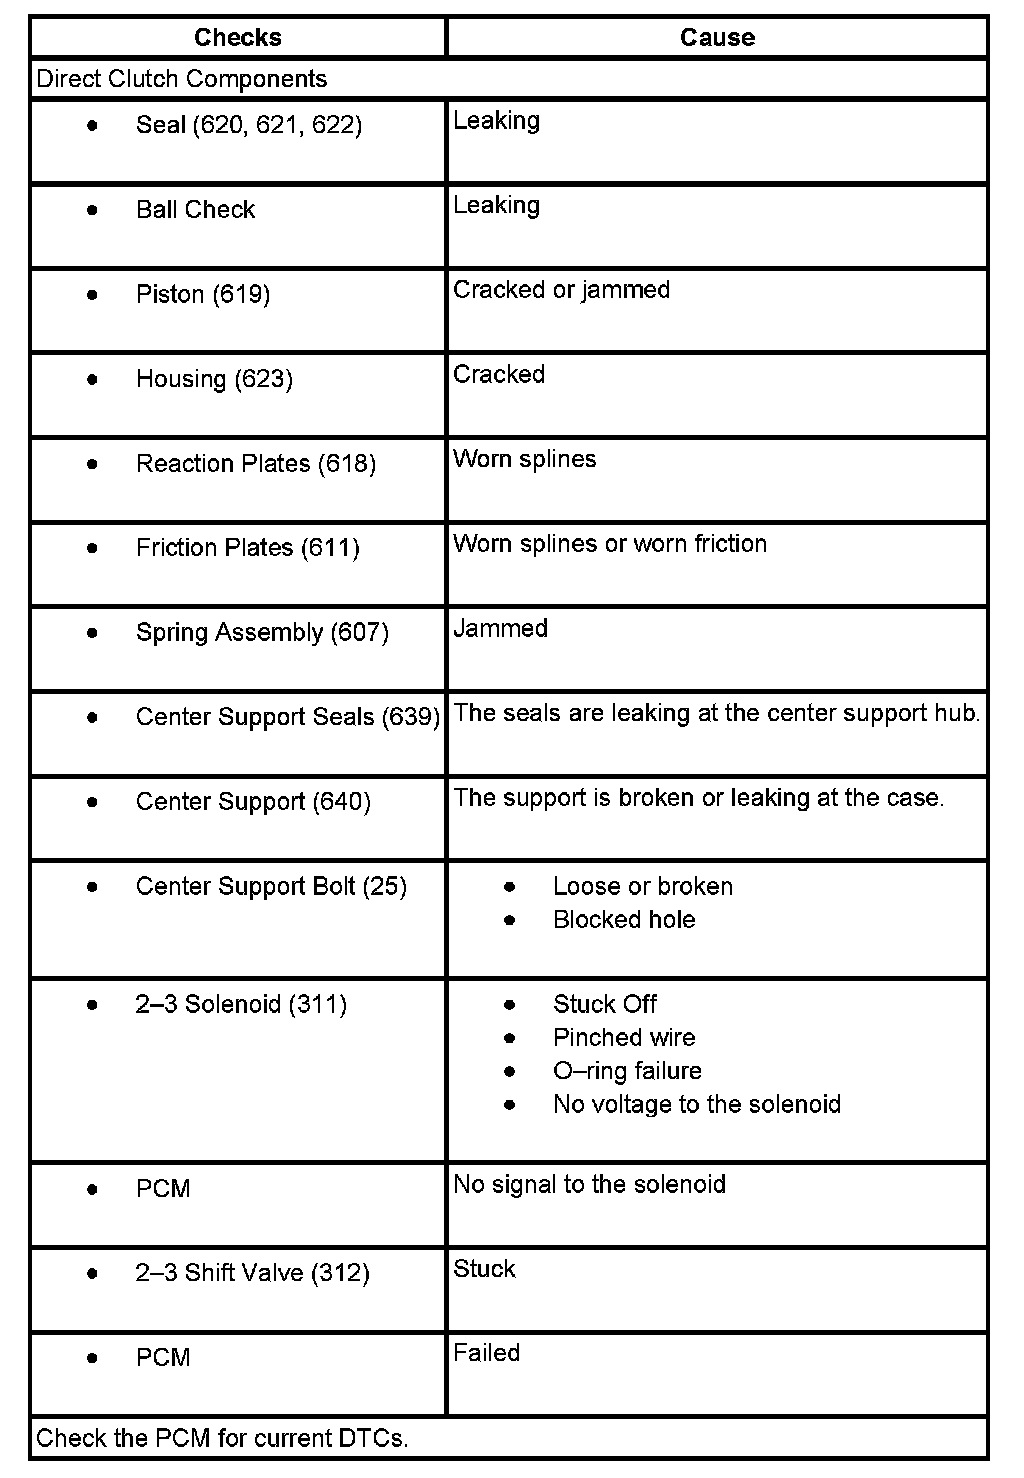 Checks Cause
Direct Clutch Components
• Seal (620, 621, 622) Leaking
• Ball Check Leaking
• Piston (619) Cracked or jammed
• Housing (623) Cracked
• Reaction Plates (618) Worn splines
• Friction Plates (611) Worn splines or worn friction
• Spring Assembly (607) Jammed
• Center Support Seals (639) The seals are leaking at the center support hub.
• Center Support (640) The support is broken or leaking at the case.
• Center Support Bolt (25) • Loose or broken
• Blocked hole
• 2–3 Solenoid (311) • Stuck Off
• Pinched wire
• O–ring failure
• No voltage to the solenoid
• PCM No signal to the solenoid
• 2–3 Shift Valve (312) Stuck
• PCM Failed
Check the PCM for current DTCs.